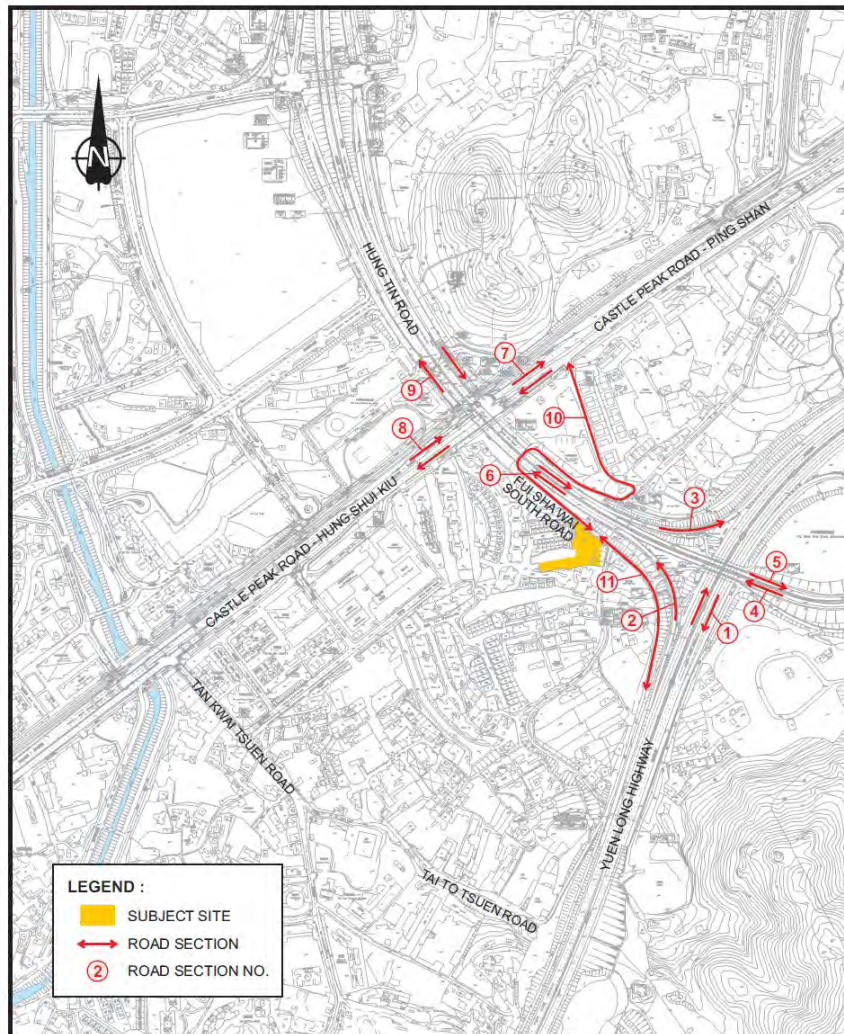 N
HUNG TIN ROAD
CASTLE PEAK ROAD - PING SHAN
7
9
10
8
6
FUI SHA WAI
SOUTH ROAD
3
CASTLE PEAK ROAD - HUNG SHUI KIU
5
11
4
2
1
TAN KWAI TSUEN ROAD
YUEN LONG HIGHWAY
TAI TO TSUEN ROAD
LEGEND :
SUBJECT SITE
ROAD SECTION
2 ROAD SECTION NO.